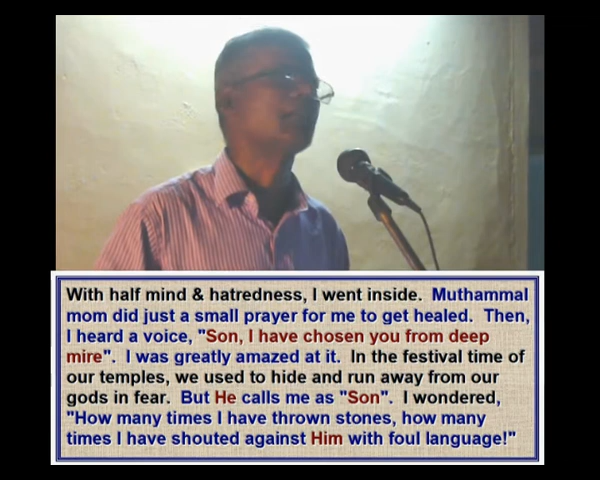 With half mind & hatredness, I went inside.  Muthammal
mom did just a small prayer for me to get healed.  Then,
I heard a voice, "Son, I have chosen you from deep
mire".  I was greatly amazed at it.  In the festival time of
our temples, we used to hide and run away from our
gods in fear.  But He calls me as "Son".  I wondered,
"How many times I have thrown stones, how many
times I have shouted against Him with foul language!"